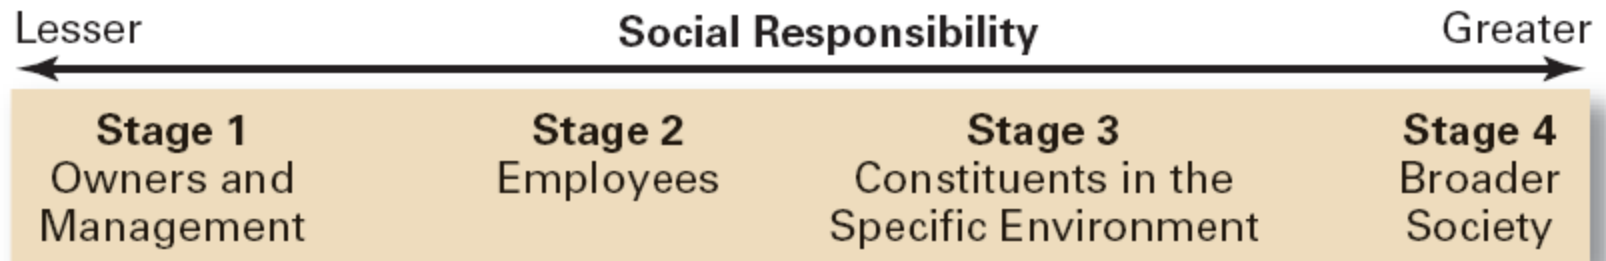 Lesser Social Responsibility Greater
Stage 1 Stage 2 Stage 3 Stage 4
Owners and Employees Constituents in the Broader
Management Specific Environment Society